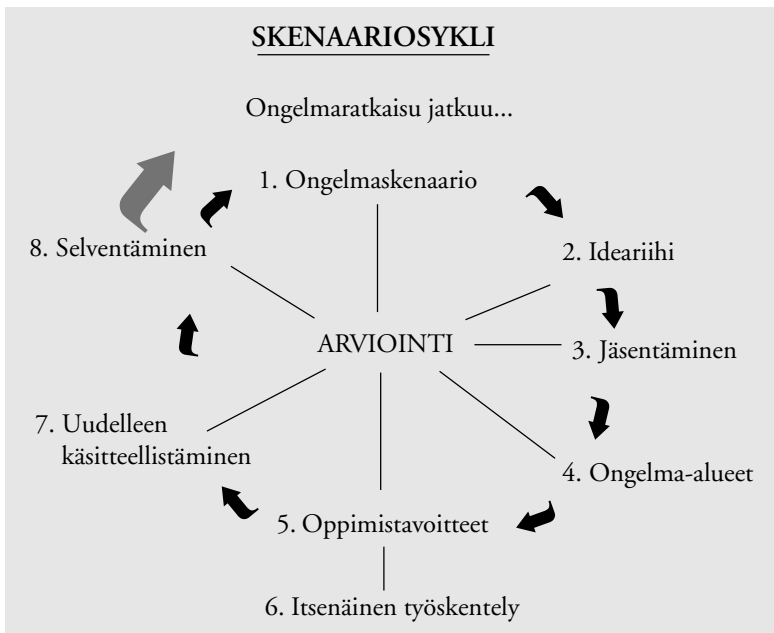 SKENAARIOSYKLI
Ongelmaratkaisu jatkuu...
1. Ongelmaskenaario
2. Ideariihi
3. Jäsentäminen
4. Ongelma-alueet
5. Oppimistavoitteet
6. Itsenäinen työskentely
7. Uudelleen
käsitteellistäminen
8. Selventäminen
ARVIOINTI